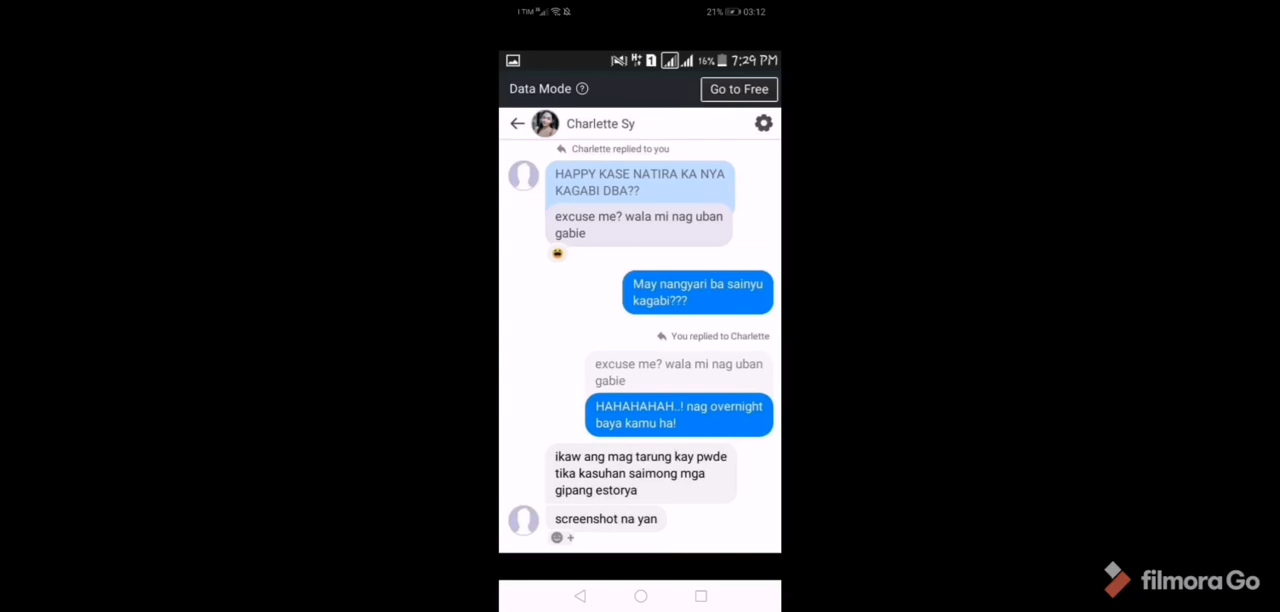 1 TIM
21% 03:12
16% 7:29 PM
Data Mode
Go to Free
Charlette Sy
Charlette replied to you
HAPPY KASE NATIRA KA NYA
KAGABI DBA??
excuse me? wala mi nag uban
gabie
May nangyari ba sainyu
kagabi???
You replied to Charlette
excuse me? wala mi nag uban
gabie
HAHAHAHAH..! nag overnight
baya kamu ha!
ikaw ang mag tarung kay pwde
tika kasuhan saimong mga
gipang estorya
screenshot na yan
filmoraGo